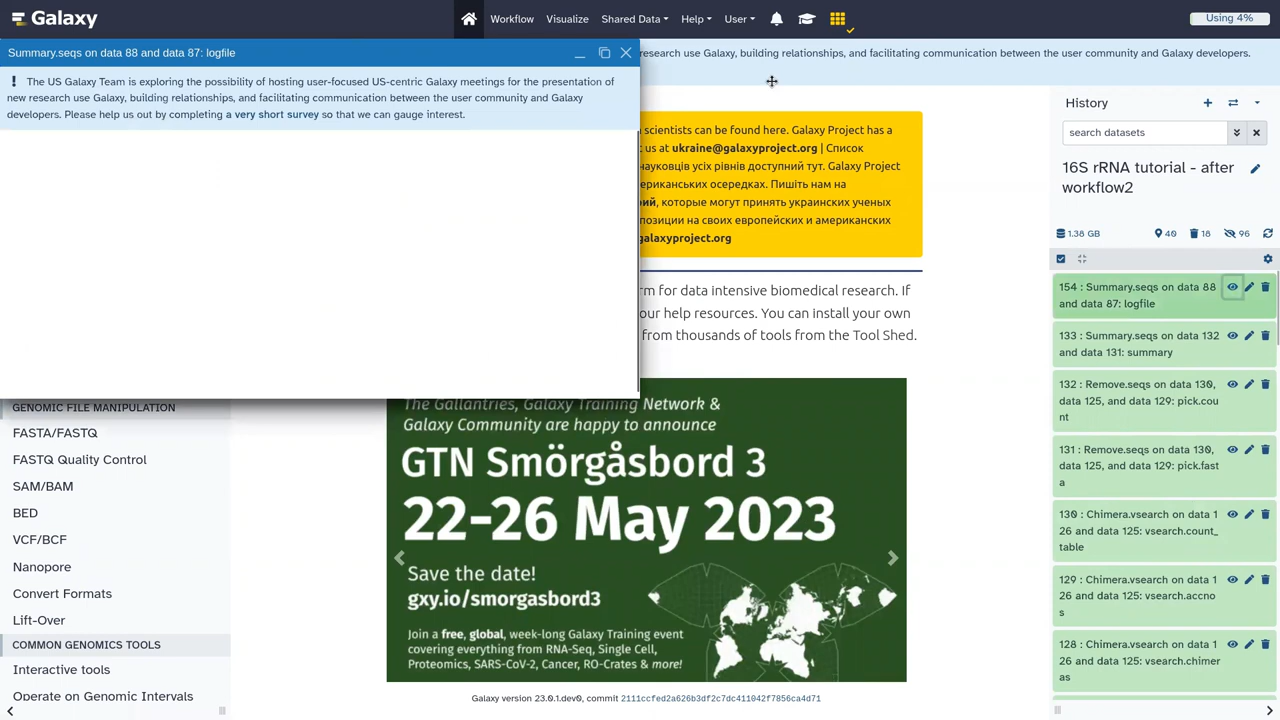 Galaxy
Workflow
Visualize
Shared Data
Help
User
Using 4%
Summary.seqs on data 88 and data 87: logfile
! The US Galaxy Team is exploring the possibility of hosting user-focused US-centric Galaxy meetings for the presentation of
new research use Galaxy, building relationships, and facilitating communication between the user community and Galaxy
developers. Please help us out by completing a very short survey so that we can gauge interest.
research use Galaxy, building relationships, and facilitating communication between the user community and Galaxy developers.
scientists can be found here. Galaxy Project has a
us at ukraine@galaxyproject.org | Список
науковців усіх рівнів доступний тут. Galaxy Project
ериканських осередках. Пишіть нам на
ий, которые могут принять украинских ученых
позиции на своих европейских и американских
galaxyproject.org
rm for data intensive biomedical research. If
our help resources. You can install your own
from thousands of tools from the Tool Shed.
GENOMIC FILE MANIPULATION
FASTA/FASTQ
FASTQ Quality Control
SAM/BAM
BED
VCF/BCF
Nanopore
Convert Formats
Lift-Over
COMMON GENOMICS TOOLS
Interactive tools
Operate on Genomic Intervals
The Gallantries, Galaxy Training Network &
Galaxy Community are happy to announce
GTN Smörgåsbord 3
22-26 May 2023
Save the date!
gxy.io/smorgasbord3
Join a free, global, week-long Galaxy Training event
covering everything from RNA-Seq, Single Cell,
Proteomics, SARS-CoV-2, Cancer, RO-Crates & more!
Galaxy version 23.0.1.dev0, commit 2111ccfed2a626b3df2c7dc411042f7856ca4d71
History
search datasets
16S rRNA tutorial - after
workflow2
1.38 GB
40
18
96
154 : Summary.seqs on data 88
and data 87: logfile
133 : Summary.seqs on data 132
and data 131: summary
132 : Remove.seqs on data 130,
data 125, and data 129: pick.cou
nt
131 : Remove.seqs on data 130,
data 125, and data 129: pick.fast
a
130 : Chimera.vsearch on data 1
26 and data 125: vsearch.count_
table
129 : Chimera.vsearch on data 1
26 and data 125: vsearch.accno
s
128 : Chimera.vsearch on data 1
26 and data 125: vsearch.chimer
as